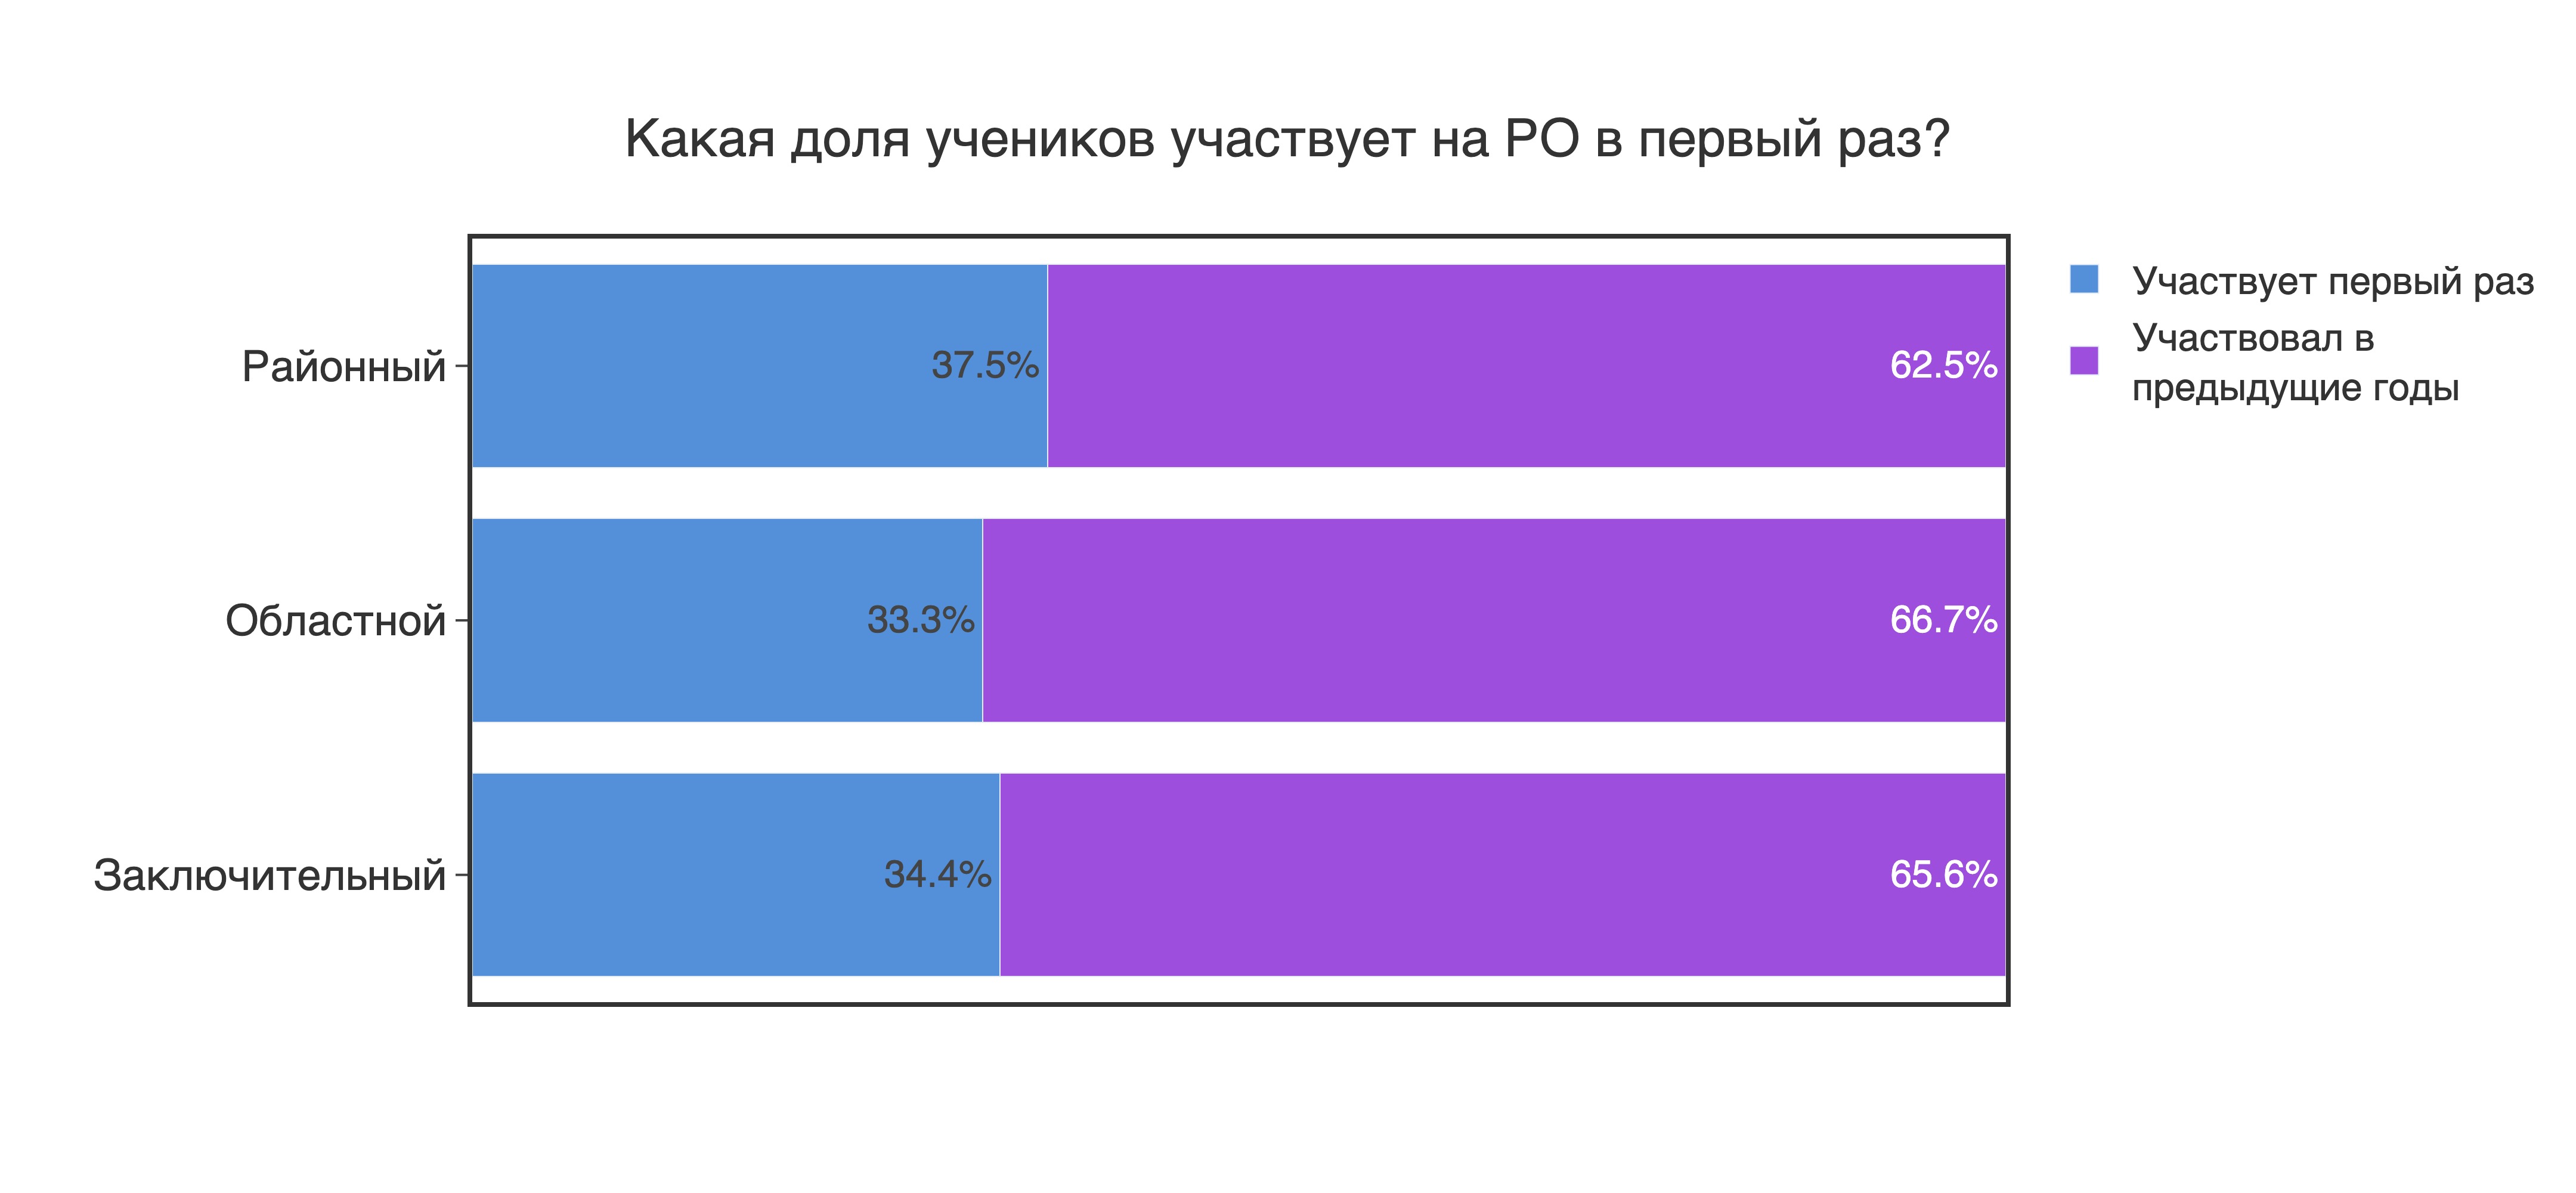 Какая доля учеников участвует на РО в первый раз?
Районный
37.5%
62.5%
Областной
33.3%
66.7%
Заключительный
34.4%
65.6%
Участвует первый раз
Участвовал в
предыдущие годы